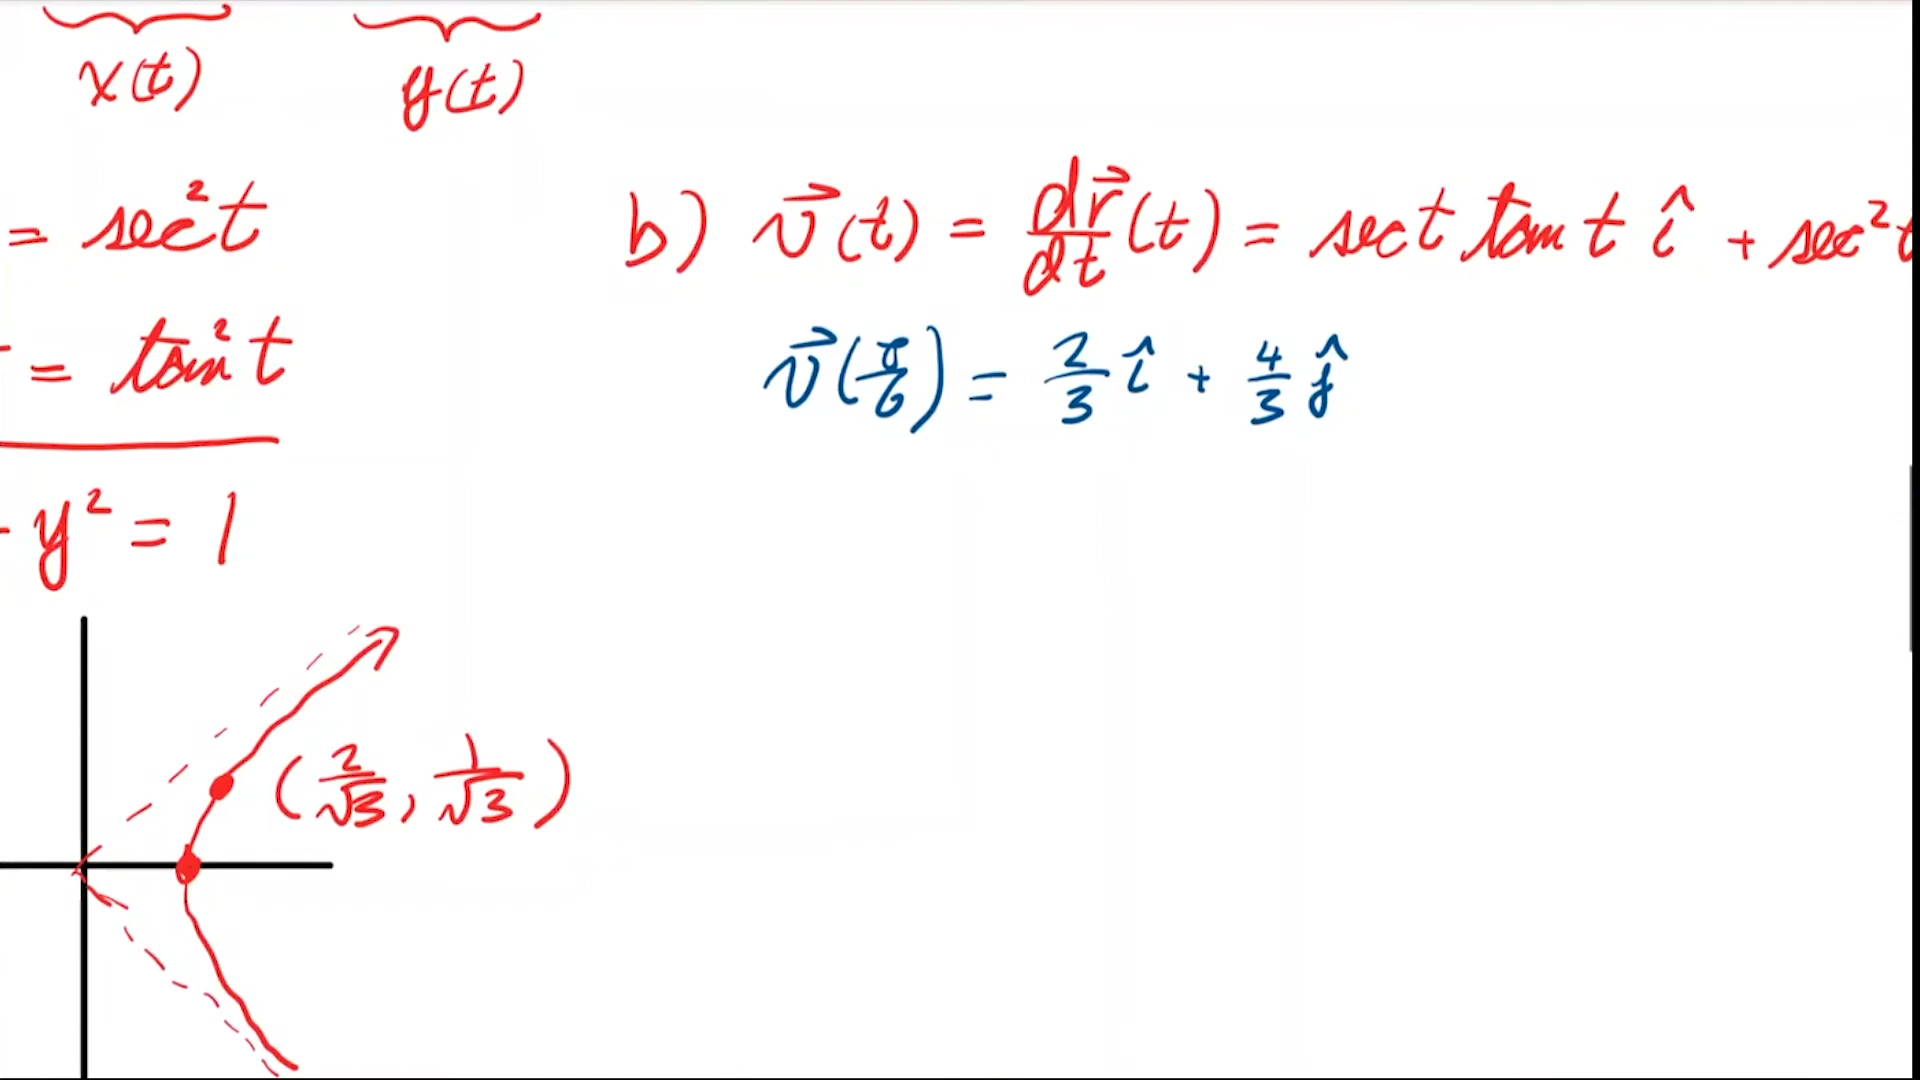 x(t) y(t)
= sec²t
= tan²t
- y² = 1
b) v⃗(t) = dr⃗/dt (t) = sec t tan t î + sec²t
v⃗(π/6) = 2/3 î + 4/3 ĵ
(2/√3, 1/√3)